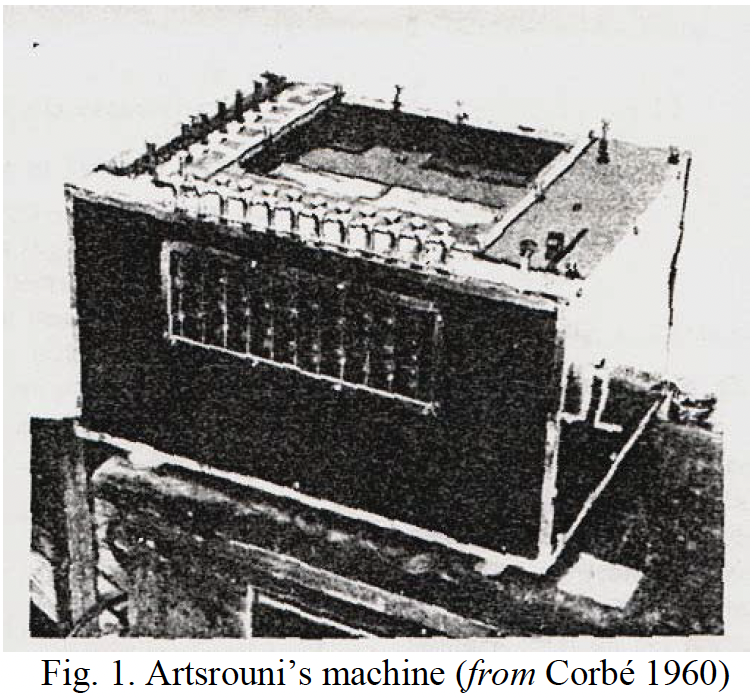 Fig. 1. Artsrouni’s machine (from Corbé 1960)